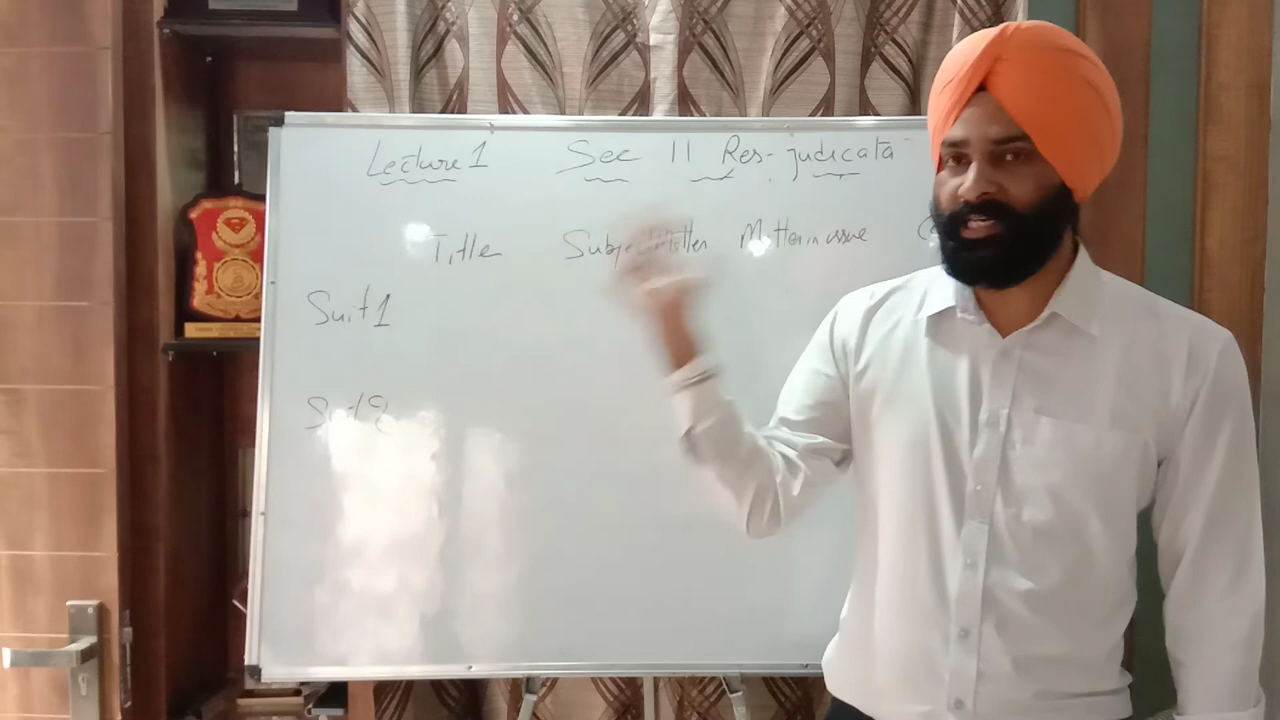 Lecture 1 Sec 11 Res-judicata
Title Subject Matter Matter in issue
Suit 1
Suit 2